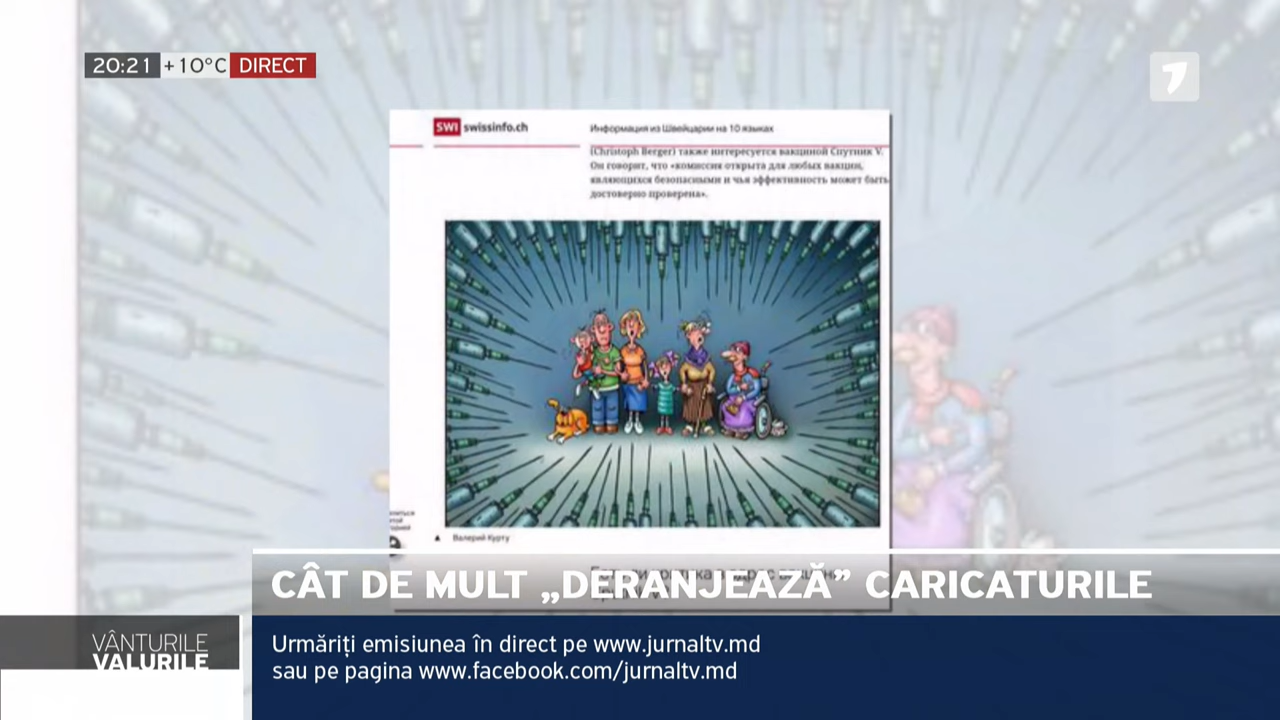 20:21 +10°C DIRECT
SWI swissinfo.ch
Информация из Швейцарии на 10 языках
(Christoph Berger) также интересуется вакциной Спутник V.
Он говорит, что «комиссия открыта для любых вакцин,
являющихся безопасными и чья эффективность может быть
достоверно проверена».
Валерий Курту
CÂT DE MULT „DERANJEAZĂ” CARICATURILE
VÂNTURILE
VALURILE
Urmăriți emisiunea în direct pe www.jurnaltv.md
sau pe pagina www.facebook.com/jurnaltv.md